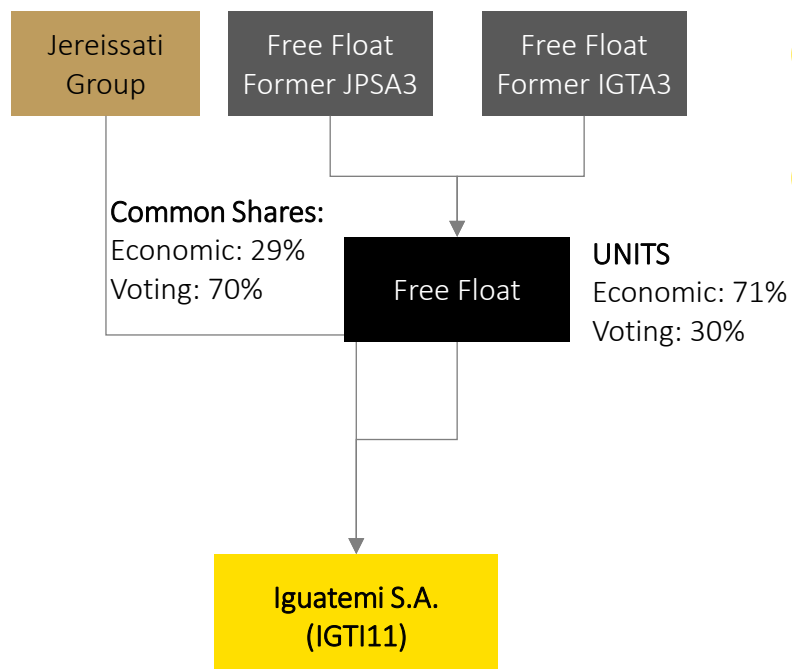 Jereissati
Group
Free Float
Former JPSA3
Free Float
Former IGTA3
Common Shares:
Economic: 29%
Voting: 70%
Free Float
UNITS
Economic: 71%
Voting: 30%
Iguatemi S.A.
(IGTI11)